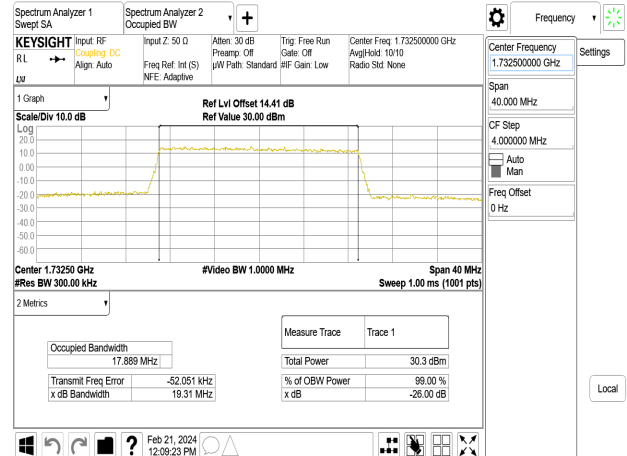 Spectrum Analyzer 1
Swept SA
Spectrum Analyzer 2
Occupied BW
Frequency
KEYSIGHT
Input: RF
Coupling: DC
Align: Auto
RL
LXI
Input Z: 50 Ω
Freq Ref: Int (S)
NFE: Adaptive
Atten: 30 dB
Preamp: Off
µW Path: Standard
Trig: Free Run
Gate: Off
#IF Gain: Low
Center Freq: 1.732500000 GHz
Avg|Hold: 10/10
Radio Std: None
Center Frequency
1.732500000 GHz
Settings
Span
40.000 MHz
CF Step
4.000000 MHz
Auto
Man
Freq Offset
0 Hz
1 Graph
Ref Lvl Offset 14.41 dB
Scale/Div 10.0 dB
Ref Value 30.00 dBm
Log
20.0
10.0
0.00
-10.0
-20.0
-30.0
-40.0
-50.0
-60.0
Center 1.73250 GHz
#Video BW 1.0000 MHz
Span 40 MHz
#Res BW 300.00 kHz
Sweep 1.00 ms (1001 pts)
2 Metrics
Measure Trace
Trace 1
Occupied Bandwidth
17.889 MHz
Total Power
30.3 dBm
Transmit Freq Error
-52.051 kHz
% of OBW Power
99.00 %
x dB Bandwidth
19.31 MHz
x dB
-26.00 dB
Local
?
Feb 21, 2024
12:09:23 PM